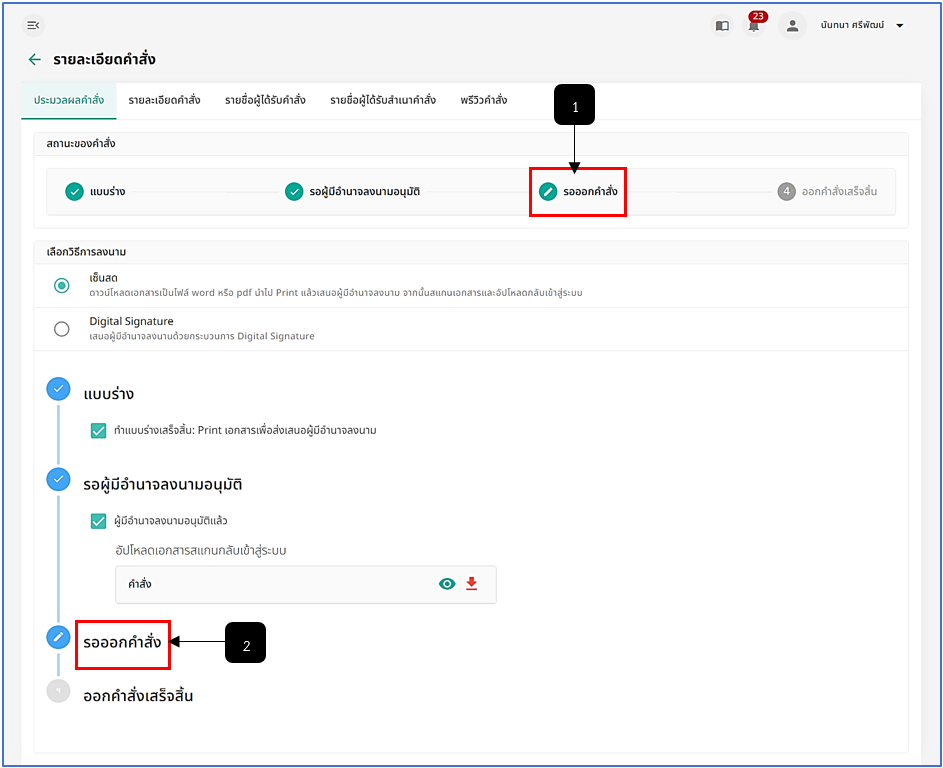 23
นันทนา ศรีพัฒน์
รายละเอียดคำสั่ง
ประมวลผลคำสั่ง รายละเอียดคำสั่ง รายชื่อผู้ได้รับคำสั่ง รายชื่อผู้ได้รับสำเนาคำสั่ง พรีวิวคำสั่ง
1
สถานะของคำสั่ง
แบบร่าง รอผู้มีอำนาจลงนามอนุมัติ รอออกคำสั่ง 4 ออกคำสั่งเสร็จสิ้น
เลือกวิธีการลงนาม
เซ็นสด
ดาวน์โหลดเอกสารเป็นไฟล์ word หรือ pdf นำไป Print แล้วเสนอผู้มีอำนาจลงนาม จากนั้นสแกนเอกสารและอัปโหลดกลับเข้าสู่ระบบ
Digital Signature
เสนอผู้มีอำนาจลงนามด้วยกระบวนการ Digital Signature
แบบร่าง
ทำแบบร่างเสร็จสิ้น: Print เอกสารเพื่อส่งเสนอผู้มีอำนาจลงนาม
รอผู้มีอำนาจลงนามอนุมัติ
ผู้มีอำนาจลงนามอนุมัติแล้ว
อัปโหลดเอกสารสแกนกลับเข้าสู่ระบบ
คำสั่ง
รอออกคำสั่ง
2
ออกคำสั่งเสร็จสิ้น